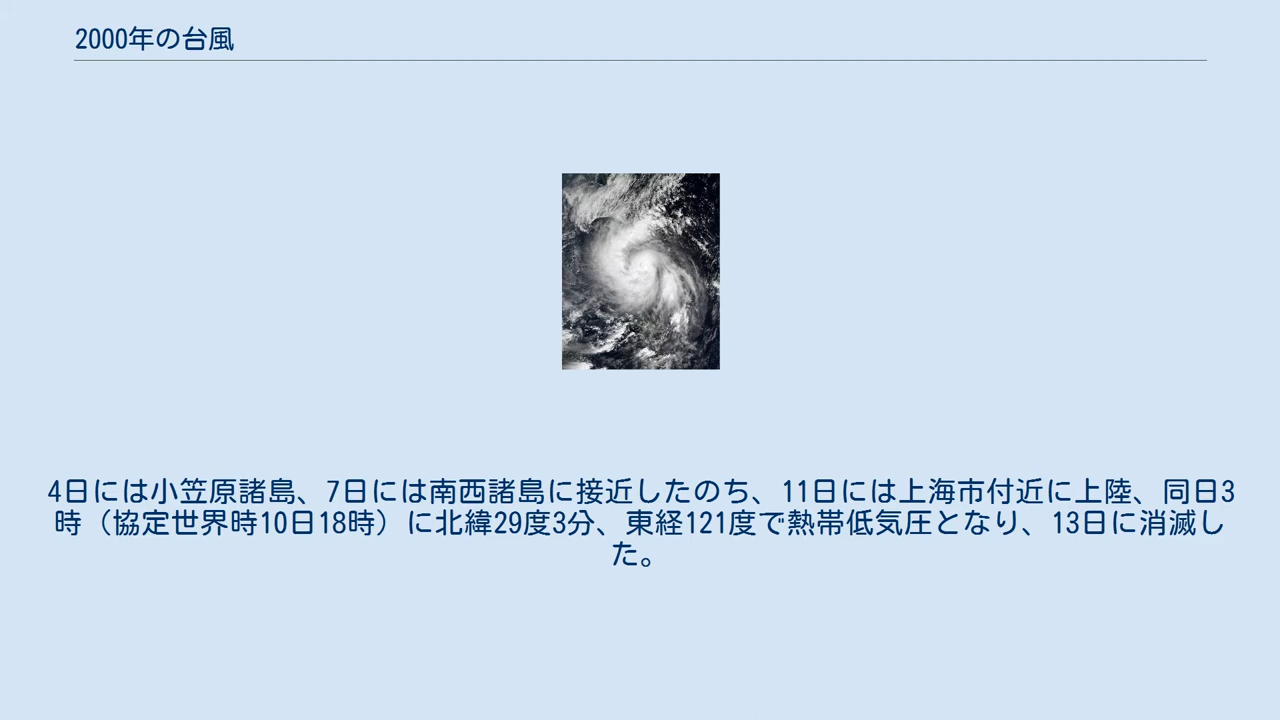 2000年の台風
4日には小笠原諸島、7日には南西諸島に接近したのち、11日には上海市付近に上陸、同日3
時（協定世界時10日18時）に北緯29度3分、東経121度で熱帯低気圧となり、13日に消滅し
た。